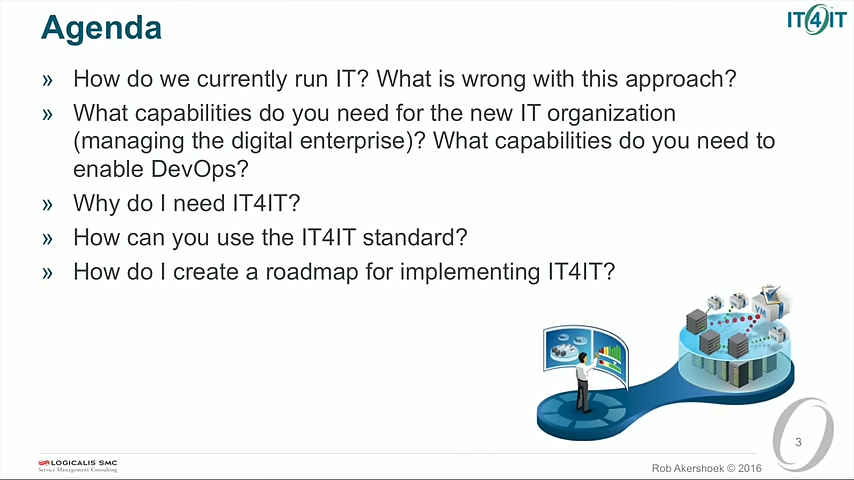 Agenda
IT4IT
» How do we currently run IT? What is wrong with this approach?
» What capabilities do you need for the new IT organization
(managing the digital enterprise)? What capabilities do you need to
enable DevOps?
» Why do I need IT4IT?
» How can you use the IT4IT standard?
» How do I create a roadmap for implementing IT4IT?
VM
3
LOGICALIS SMC
Service Management Consulting
Rob Akershoek © 2016